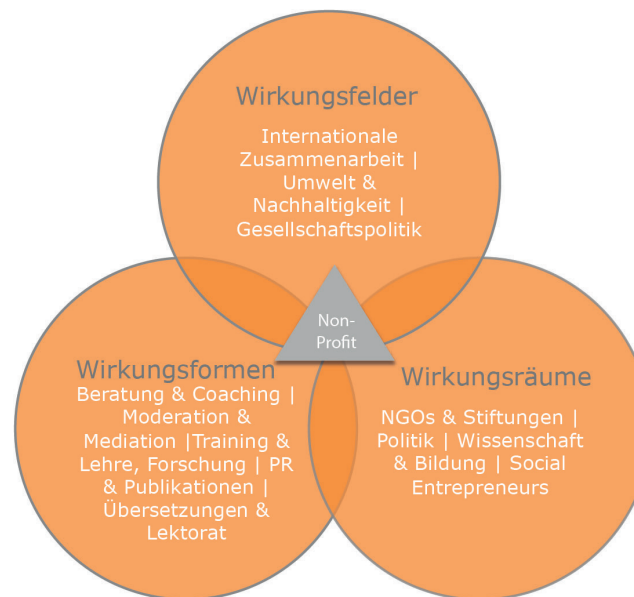 Wirkungsfelder
Internationale
Zusammenarbeit |
Umwelt &
Nachhaltigkeit |
Gesellschaftspolitik
Non-
Profit
Wirkungsformen
Beratung & Coaching |
Moderation &
Mediation |Training &
Lehre, Forschung | PR
& Publikationen |
Übersetzungen &
Lektorat
Wirkungsräume
NGOs & Stiftungen |
Politik | Wissenschaft
& Bildung | Social
Entrepreneurs